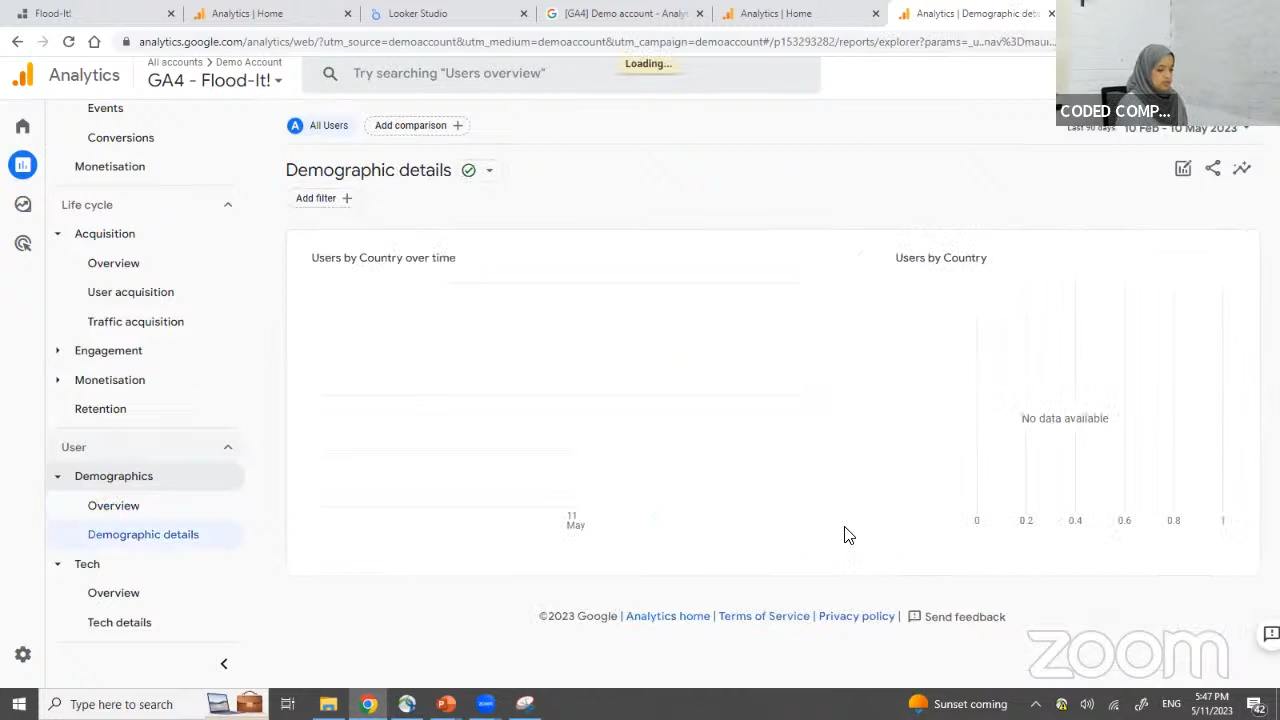 Flood-It!
Analytics | Home
Looker Studio
[GA4] Demo account - Analyt
Analytics | Home
Analytics | Demographic deta
analytics.google.com/analytics/web/?utm_source=demoaccount&utm_medium=demoaccount&utm_campaign=demoaccount#/p153293282/reports/explorer?params=_u..nav%3Dmaui...
Analytics
All accounts > Demo Account
GA4 - Flood-It!
Try searching "Users overview"
Loading...
CODED COMP...
Events
Conversions
Monetisation
Life cycle
Acquisition
Overview
User acquisition
Traffic acquisition
Engagement
Monetisation
Retention
User
Demographics
Overview
Demographic details
Tech
Overview
Tech details
A All Users
Add comparison +
Last 90 days 10 Feb - 10 May 2023
Demographic details
Add filter +
Users by Country over time
11
May
Users by Country
No data available
0 0.2 0.4 0.6 0.8 1
©2023 Google | Analytics home | Terms of Service | Privacy policy | Send feedback
zoom
Type here to search
zoom
Sunset coming
ENG
5:47 PM
5/11/2023
42